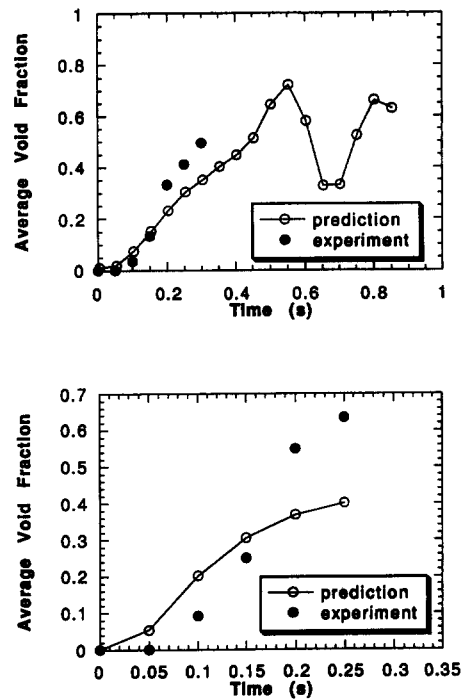 1
0.8
0.6
0.4
0.2
0
Average Void Fraction
prediction
experiment
0 0.2 0.4 0.6 0.8 1
Time (s)
0.7
0.6
0.5
0.4
0.3
0.2
0.1
0
Average Void Fraction
prediction
experiment
0 0.05 0.1 0.15 0.2 0.25 0.3 0.35
Time (s)